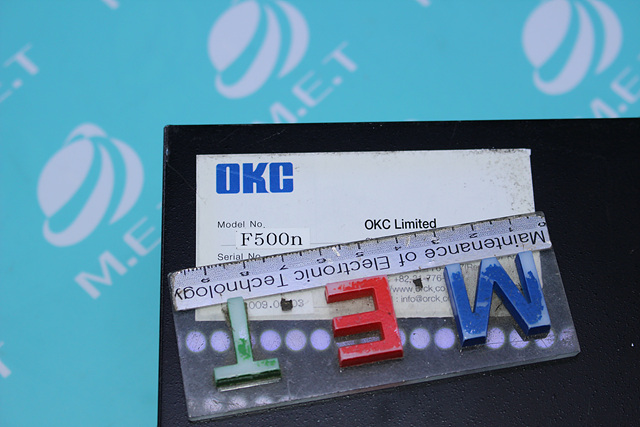 OKC
Model No.
OKC Limited
F500n
Serial No.
Maintenance of Electronic Technology
M E T
M.E.T
M.E.T
M.E.T